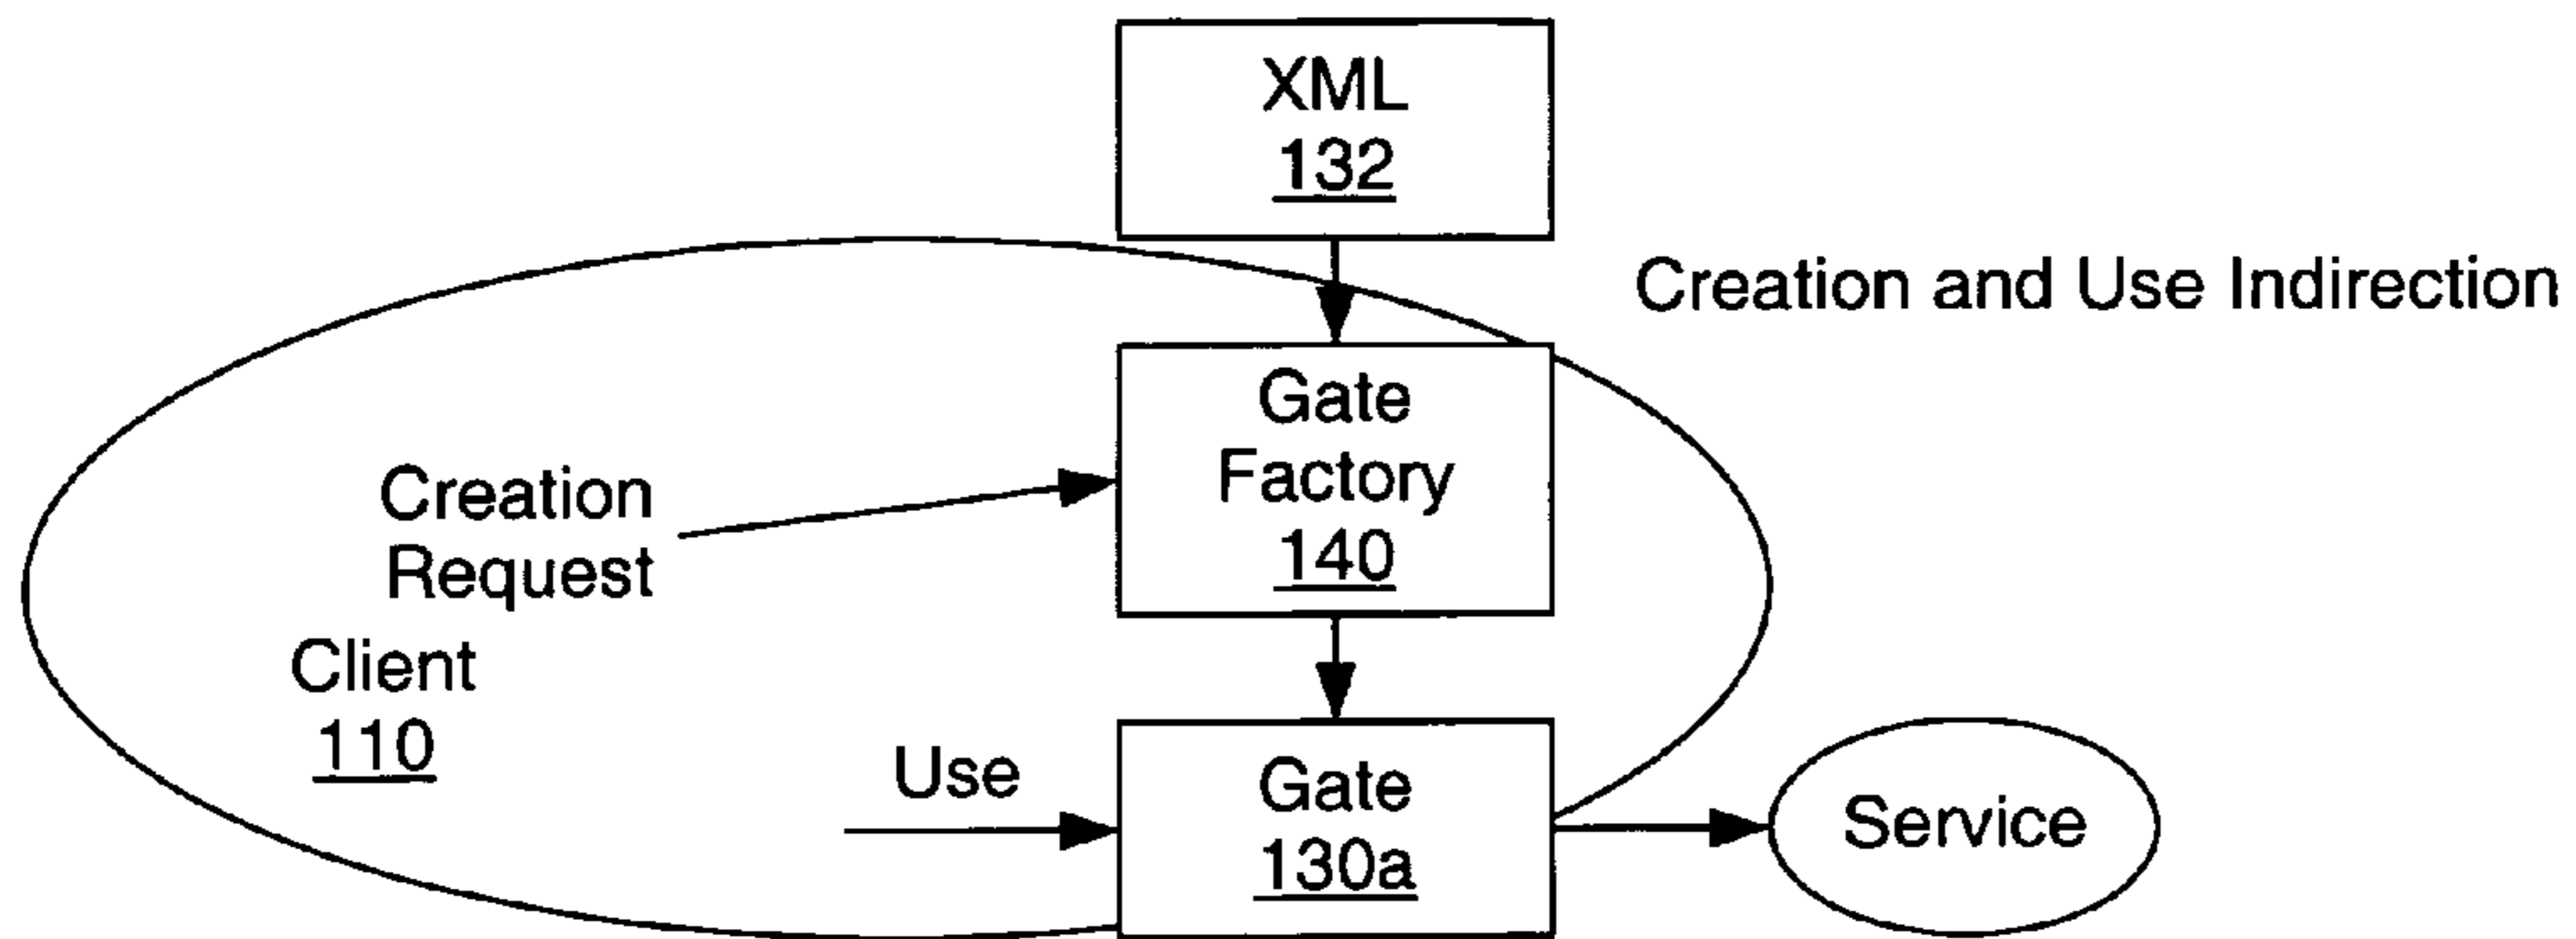 XML
132
Creation and Use Indirection
Gate
Factory
140
Creation
Request
Client
110
Use
Gate
130a
Service